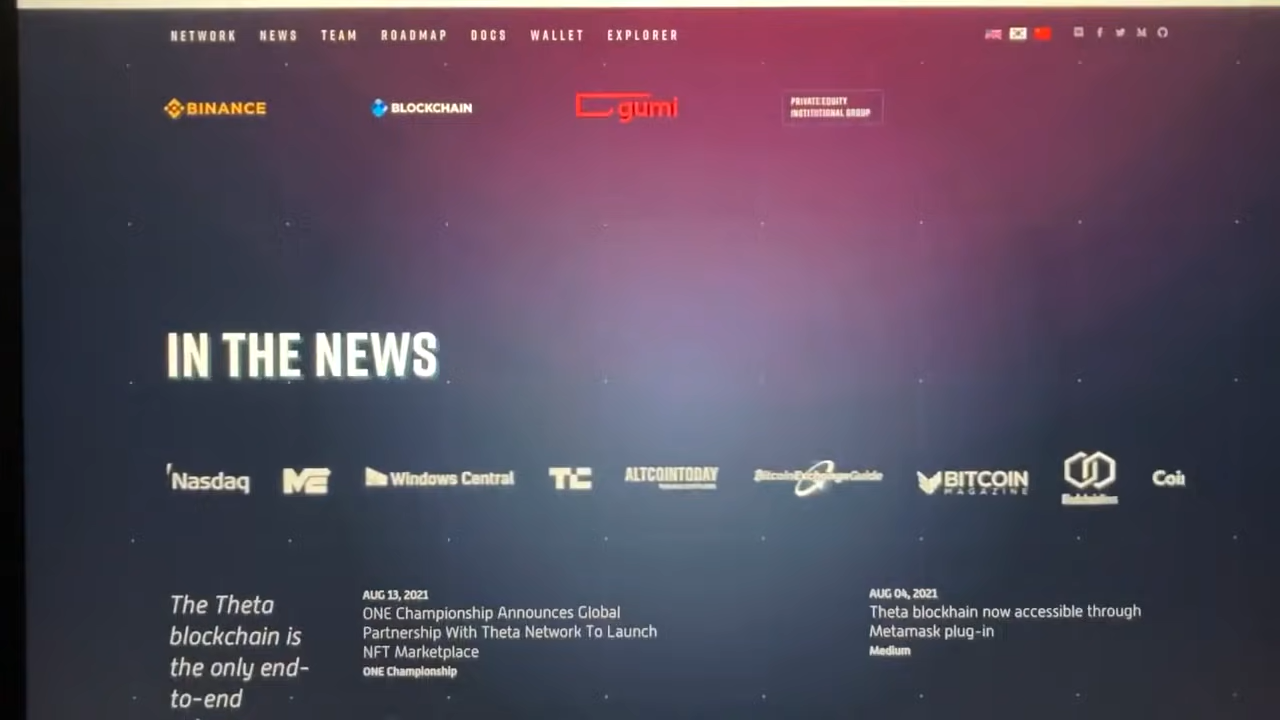 NETWORK NEWS TEAM ROADMAP DOCS WALLET EXPLORER
BINANCE
BLOCKCHAIN
gumi
PRIVATE EQUITY
INSTITUTIONAL GROUP
IN THE NEWS
Nasdaq
Windows Central
TC
ALTCOINTODAY
BitcoinExchangeGuide
BITCOIN
MAGAZINE
Coi
The Theta
blockchain is
the only end-
to-end
AUG 13, 2021
ONE Championship Announces Global
Partnership With Theta Network To Launch
NFT Marketplace
ONE Championship
AUG 04, 2021
Theta blockhain now accessible through
Metamask plug-in
Medium